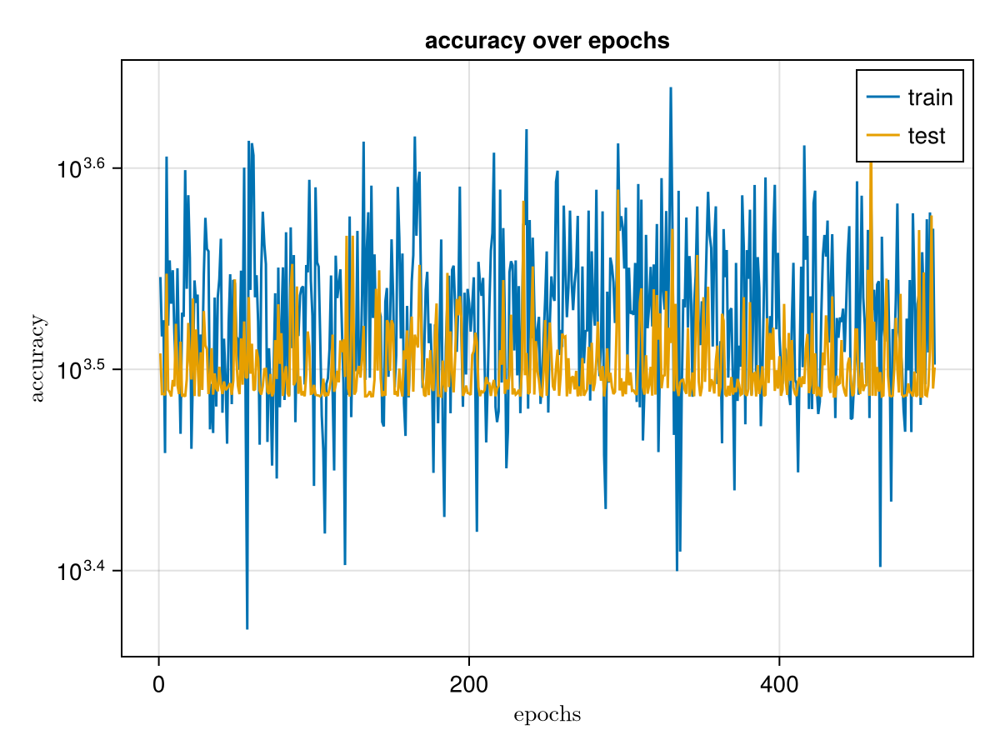 accuracy over epochs
train
test
10^3.6
10^3.5
10^3.4
accuracy
0 200 400
epochs